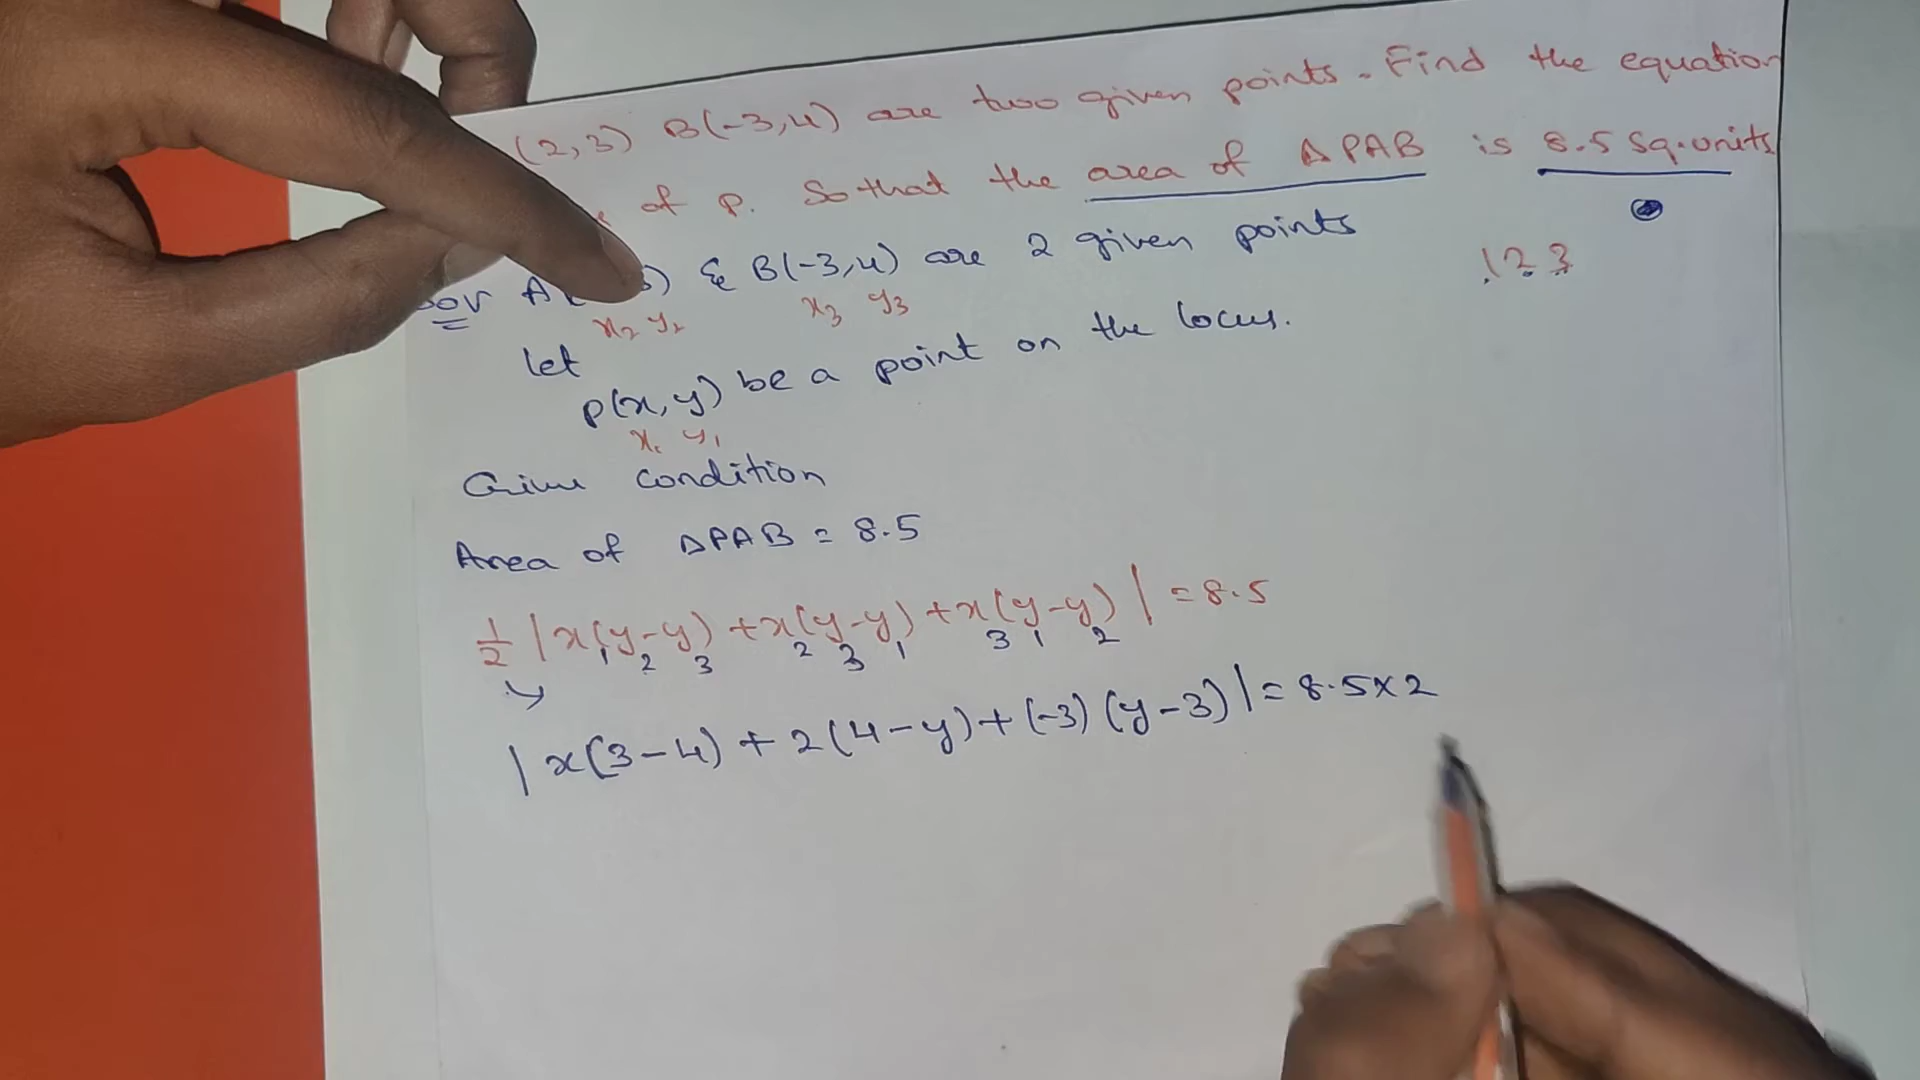 (2,3) B(-3,4) are two given points. Find the equation
of P. So that the area of ΔPAB is 8.5 sq.units
A( ) & B(-3,4) are 2 given points
x₂ y₂ x₃ y₃
1 2 3
Let
P(x,y) be a point on the locus.
x₁ y₁
condition
Area of ΔPAB = 8.5
1/2 |x₁(y₂-y₃)+x₂(y₃-y₁)+x₃(y₁-y₂)| = 8.5
|x(3-4)+2(4-y)+(-3)(y-3)| = 8.5×2